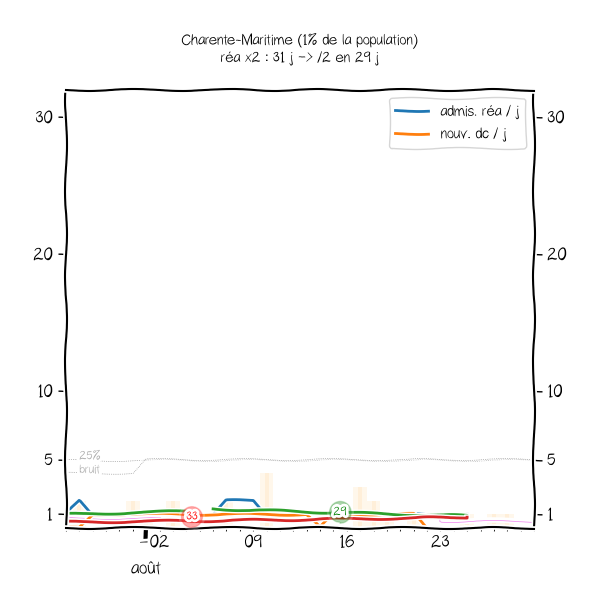 Charente-Maritime (1% de la population)
réa x2 : 31 j -> /2 en 29 j
admis. réa / j
nouv. dc / j
30 30
20 20
10 10
5 5
25%
bruit
1 1
33
29
02 09 16 23
août